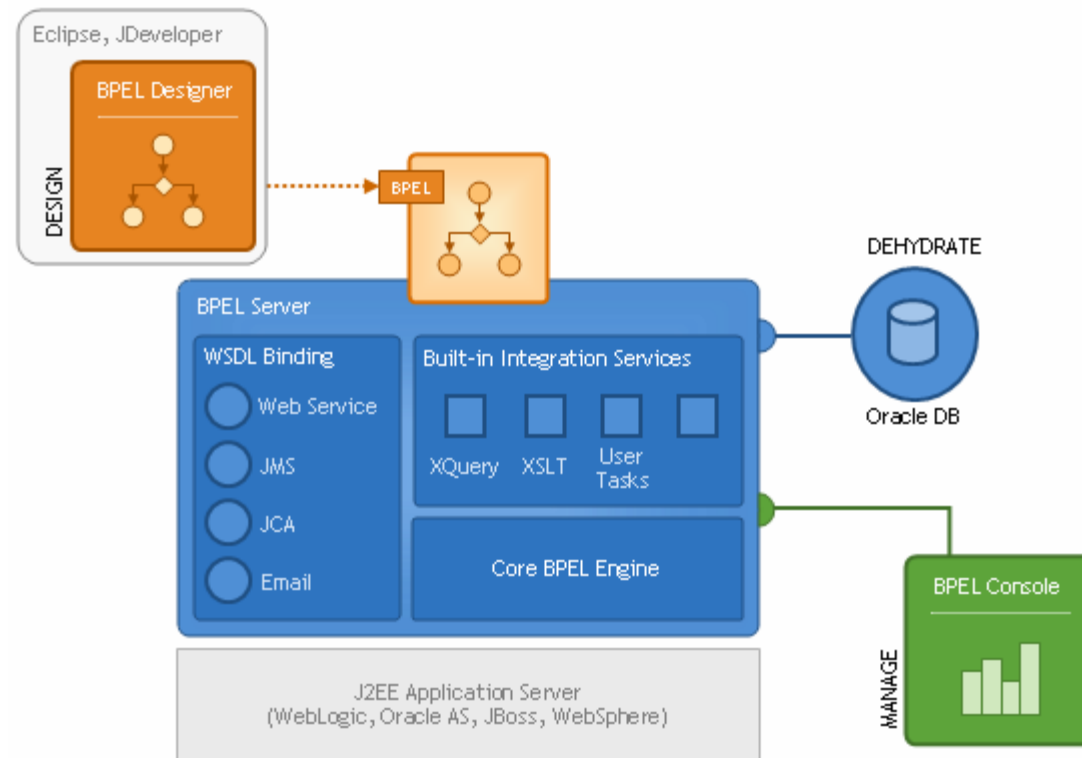 Eclipse, JDeveloper
BPEL Designer
DESIGN
BPEL
DEHYDRATE
Oracle DB
BPEL Server
WSDL Binding
Web Service
JMS
JCA
Email
Built-in Integration Services
XQuery
XSLT
User
Tasks
Core BPEL Engine
BPEL Console
MANAGE
J2EE Application Server
(WebLogic, Oracle AS, JBoss, WebSphere)